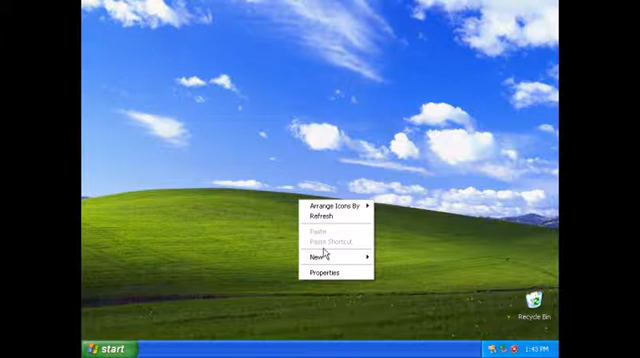 Arrange Icons By
Refresh
Paste
Paste Shortcut
New
Properties
Recycle Bin
start
1:43 PM